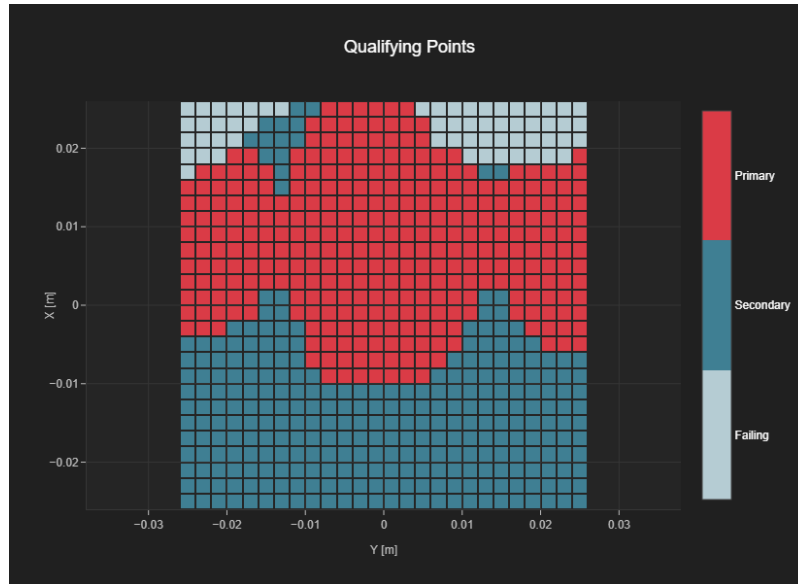 Qualifying Points
0.02
0.01
0
−0.01
−0.02
X [m]
−0.03
−0.02
−0.01
0
0.01
0.02
0.03
Y [m]
Primary
Secondary
Failing